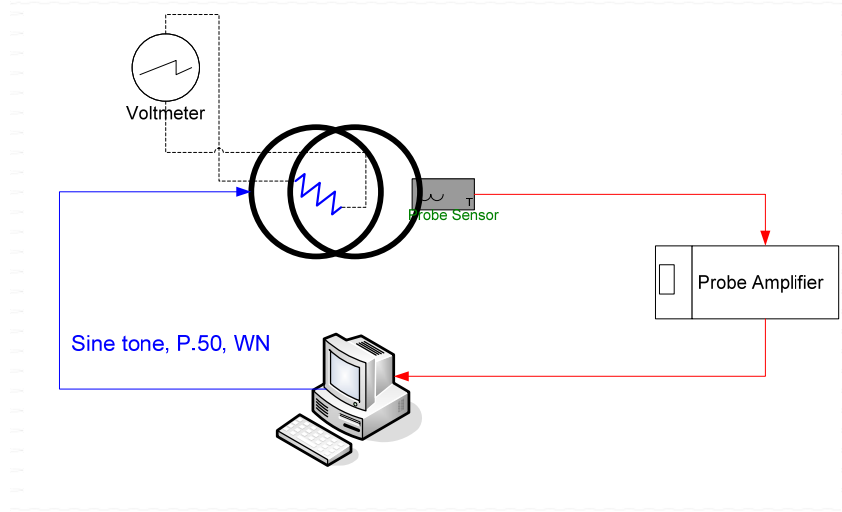 Voltmeter
T
Probe Sensor
Probe Amplifier
Sine tone, P.50, WN